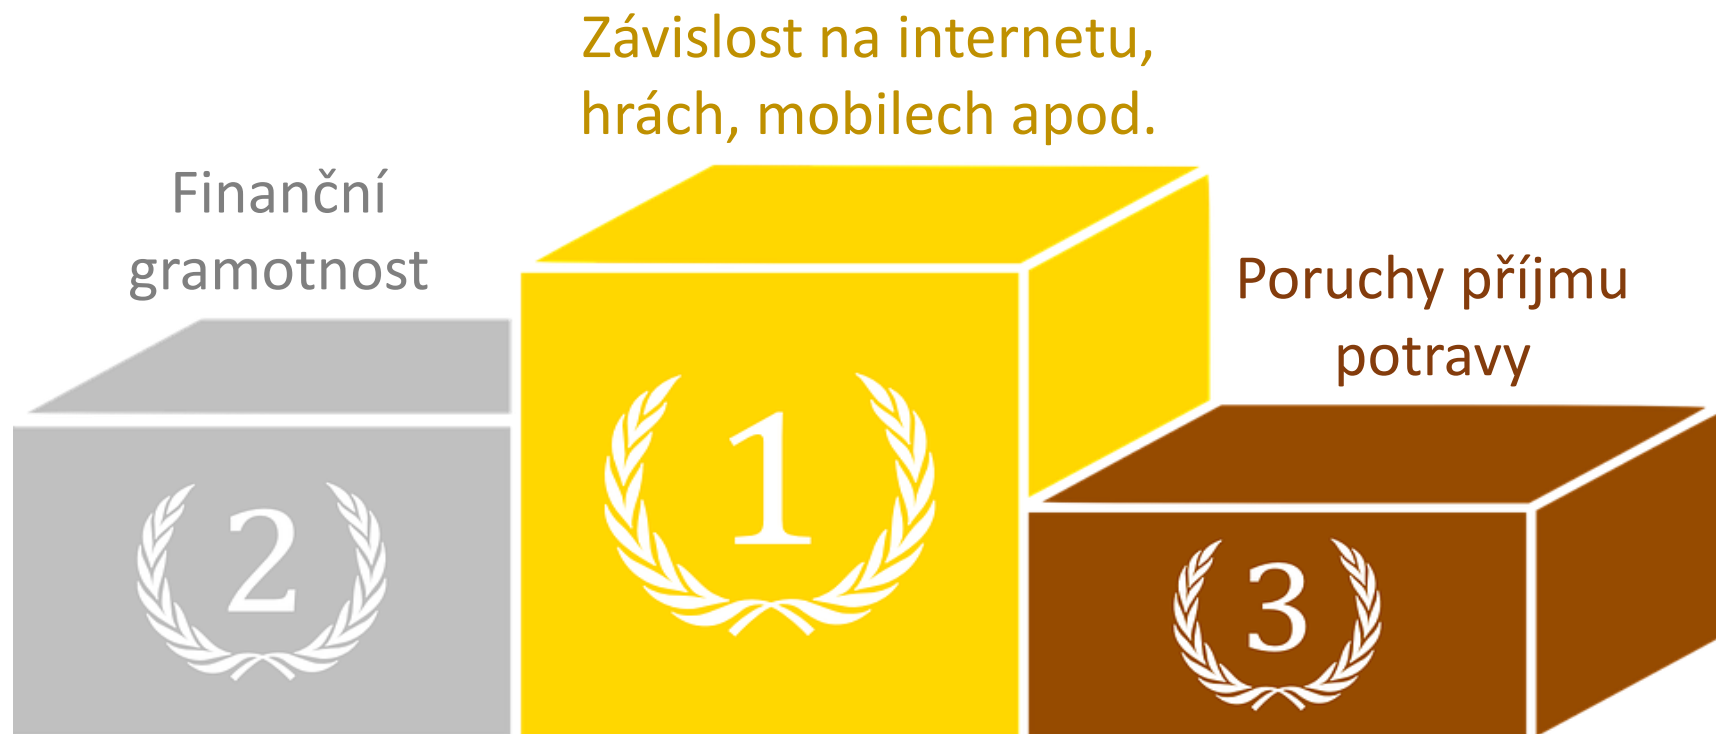 Závislost na internetu,
hrách, mobilech apod.
Finanční
gramotnost
Poruchy příjmu
potravy
2
1
3